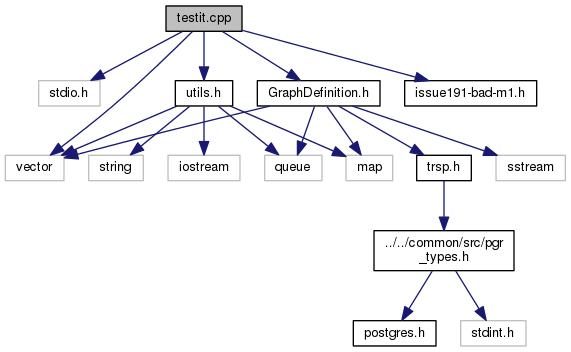 testit.cpp
stdio.h
utils.h
GraphDefinition.h
issue191-bad-m1.h
vector
string
iostream
queue
map
trsp.h
sstream
../../common/src/pgr
_types.h
postgres.h
stdint.h